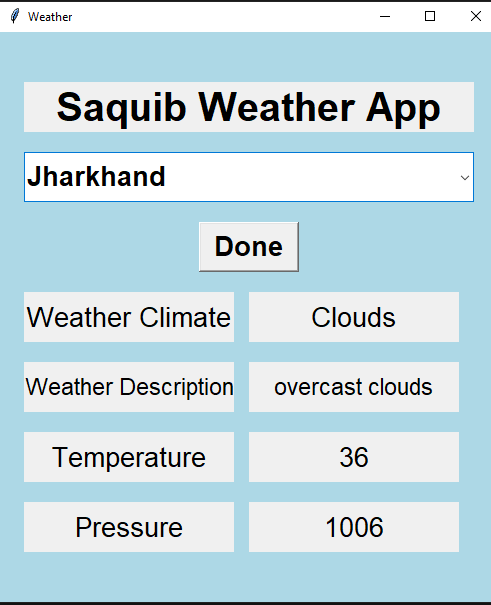 Weather
Saquib Weather App
Jharkhand
Done
Weather Climate Clouds
Weather Description overcast clouds
Temperature 36
Pressure 1006